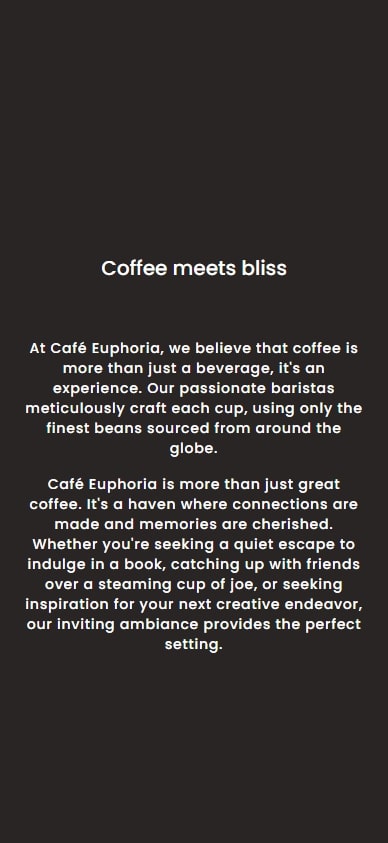 Coffee meets bliss
At Café Euphoria, we believe that coffee is
more than just a beverage, it's an
experience. Our passionate baristas
meticulously craft each cup, using only the
finest beans sourced from around the
globe.
Café Euphoria is more than just great
coffee. It's a haven where connections are
made and memories are cherished.
Whether you're seeking a quiet escape to
indulge in a book, catching up with friends
over a steaming cup of joe, or seeking
inspiration for your next creative endeavor,
our inviting ambiance provides the perfect
setting.